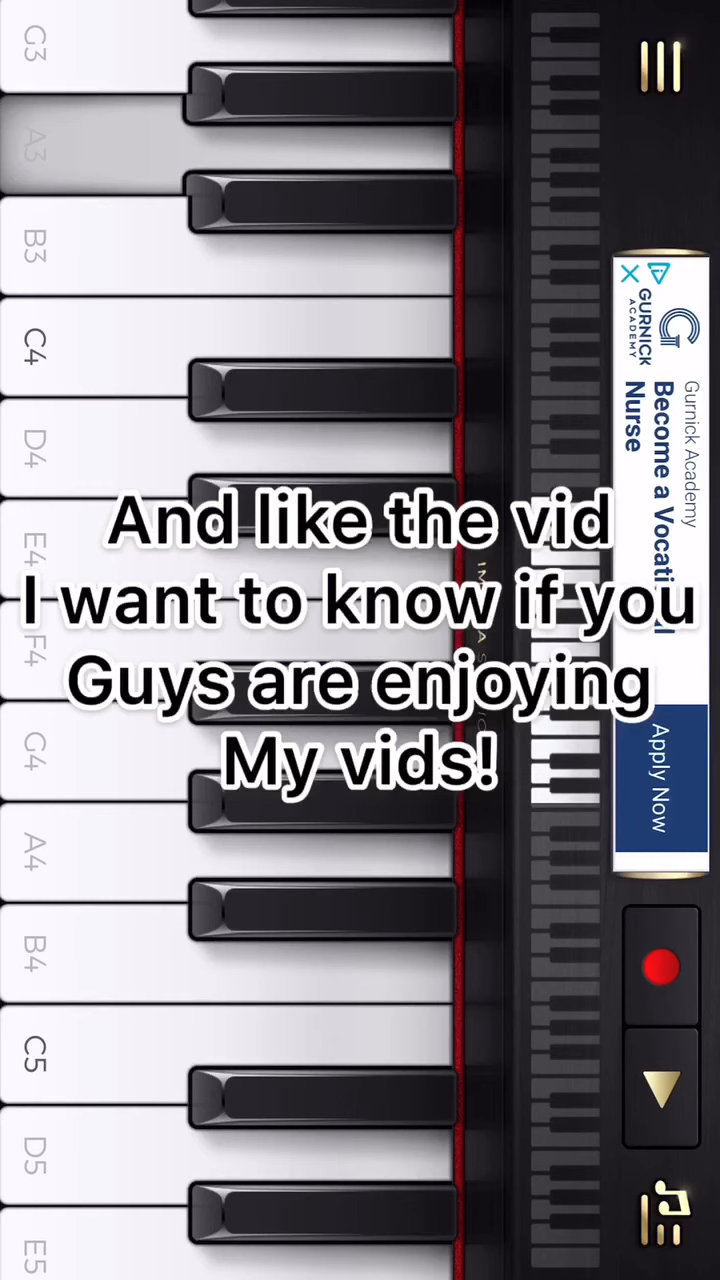 And like the vid
I want to know if you
Guys are enjoying
My vids!
GURNICK
ACADEMY
Gurnick Academy
Become a Vocational
Nurse
Apply Now
G3
A3
B3
C4
D4
E4
F4
G4
A4
B4
C5
D5
E5